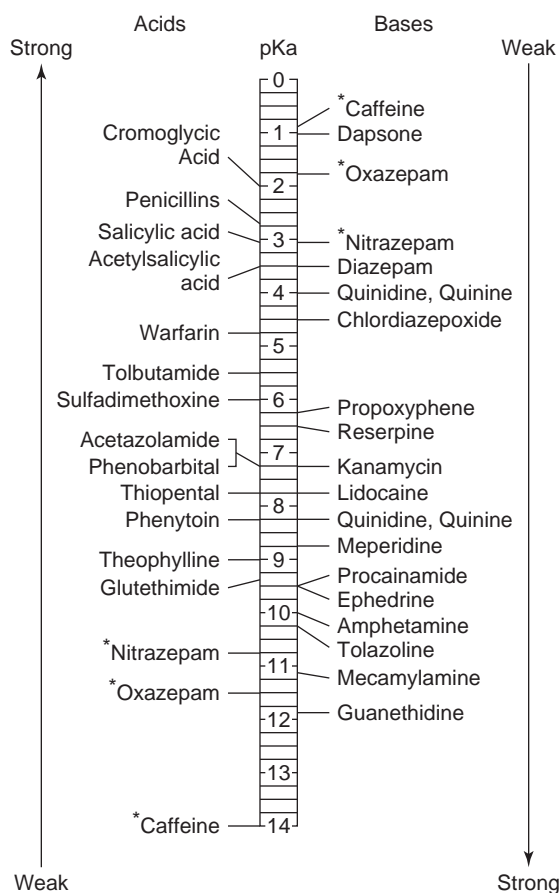 Acids
Bases
Strong
pKa
Weak
0
*Caffeine
1
Dapsone
Cromoglycic
Acid
*Oxazepam
2
Penicillins
Salicylic acid
3
*Nitrazepam
Acetylsalicylic
acid
Diazepam
4
Quinidine, Quinine
Chlordiazepoxide
Warfarin
5
Tolbutamide
Sulfadimethoxine
6
Propoxyphene
Reserpine
Acetazolamide
7
Phenobarbital
Kanamycin
Thiopental
Lidocaine
8
Phenytoin
Quinidine, Quinine
Meperidine
Theophylline
9
Glutethimide
Procainamide
Ephedrine
10
Amphetamine
Tolazoline
*Nitrazepam
11
Mecamylamine
*Oxazepam
12
Guanethidine
13
*Caffeine
14
Weak
Strong